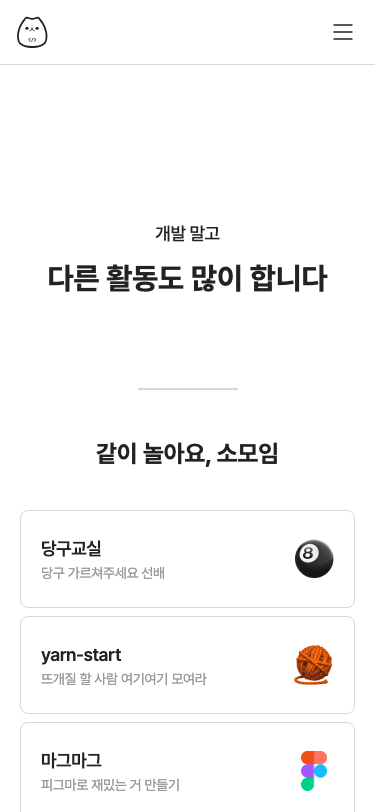 개발 말고
다른 활동도 많이 합니다
같이 놀아요, 소모임
당구교실
당구 가르쳐주세요 선배
8
yarn-start
뜨개질 할 사람 여기여기 모여라
마그마그
피그마로 재밌는 거 만들기